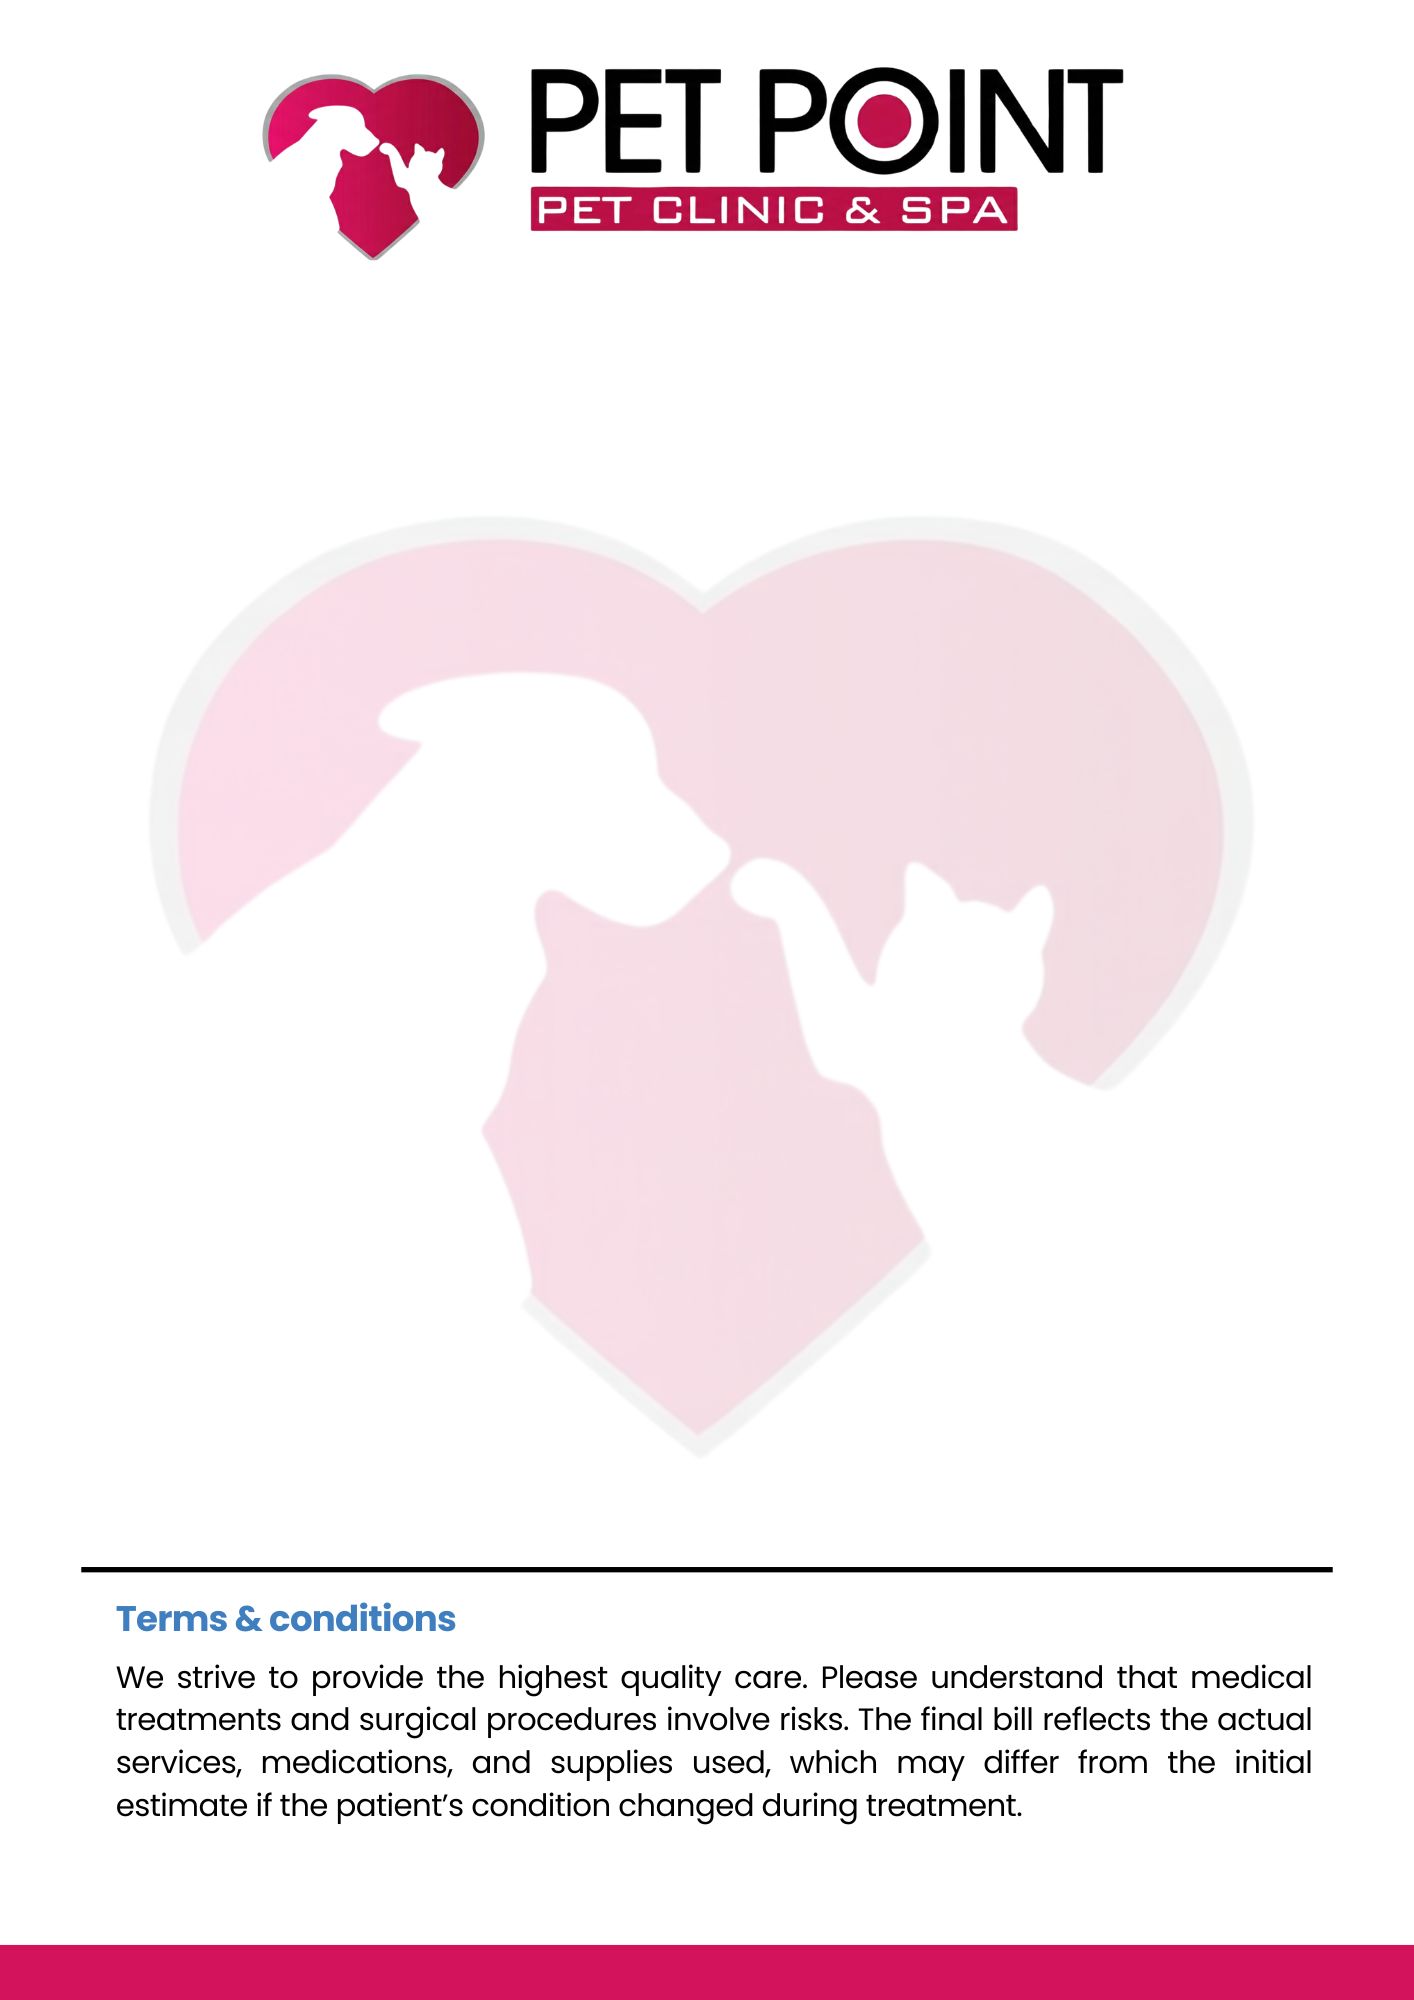 PET POINT
PET CLINIC & SPA
Terms & conditions
We strive to provide the highest quality care. Please understand that medical
treatments and surgical procedures involve risks. The final bill reflects the actual
services, medications, and supplies used, which may differ from the initial
estimate if the patient’s condition changed during treatment.